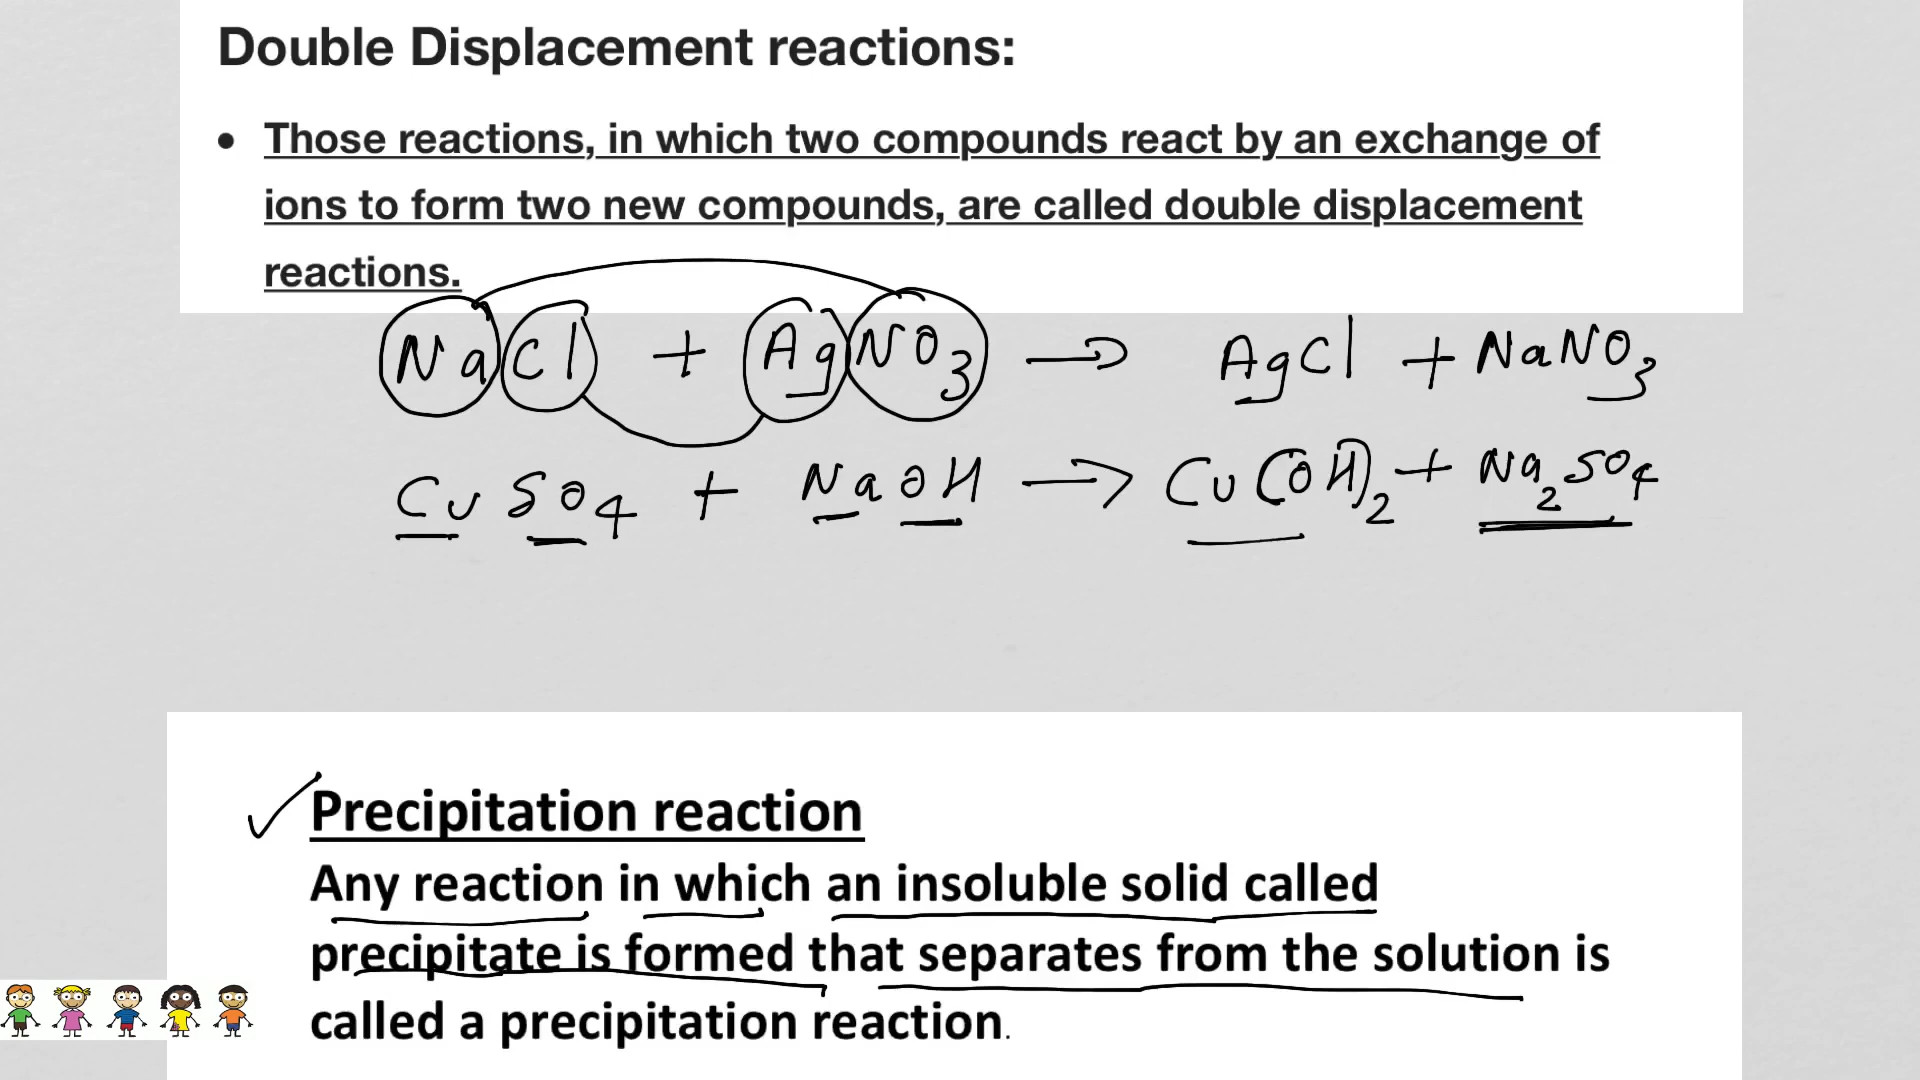 Double Displacement reactions:
• Those reactions, in which two compounds react by an exchange of
ions to form two new compounds, are called double displacement
reactions.
NaCl + AgNO₃ → AgCl + NaNO₃
CuSO₄ + NaOH → Cu(OH)₂ + Na₂SO₄
Precipitation reaction
Any reaction in which an insoluble solid called
precipitate is formed that separates from the solution is
called a precipitation reaction.